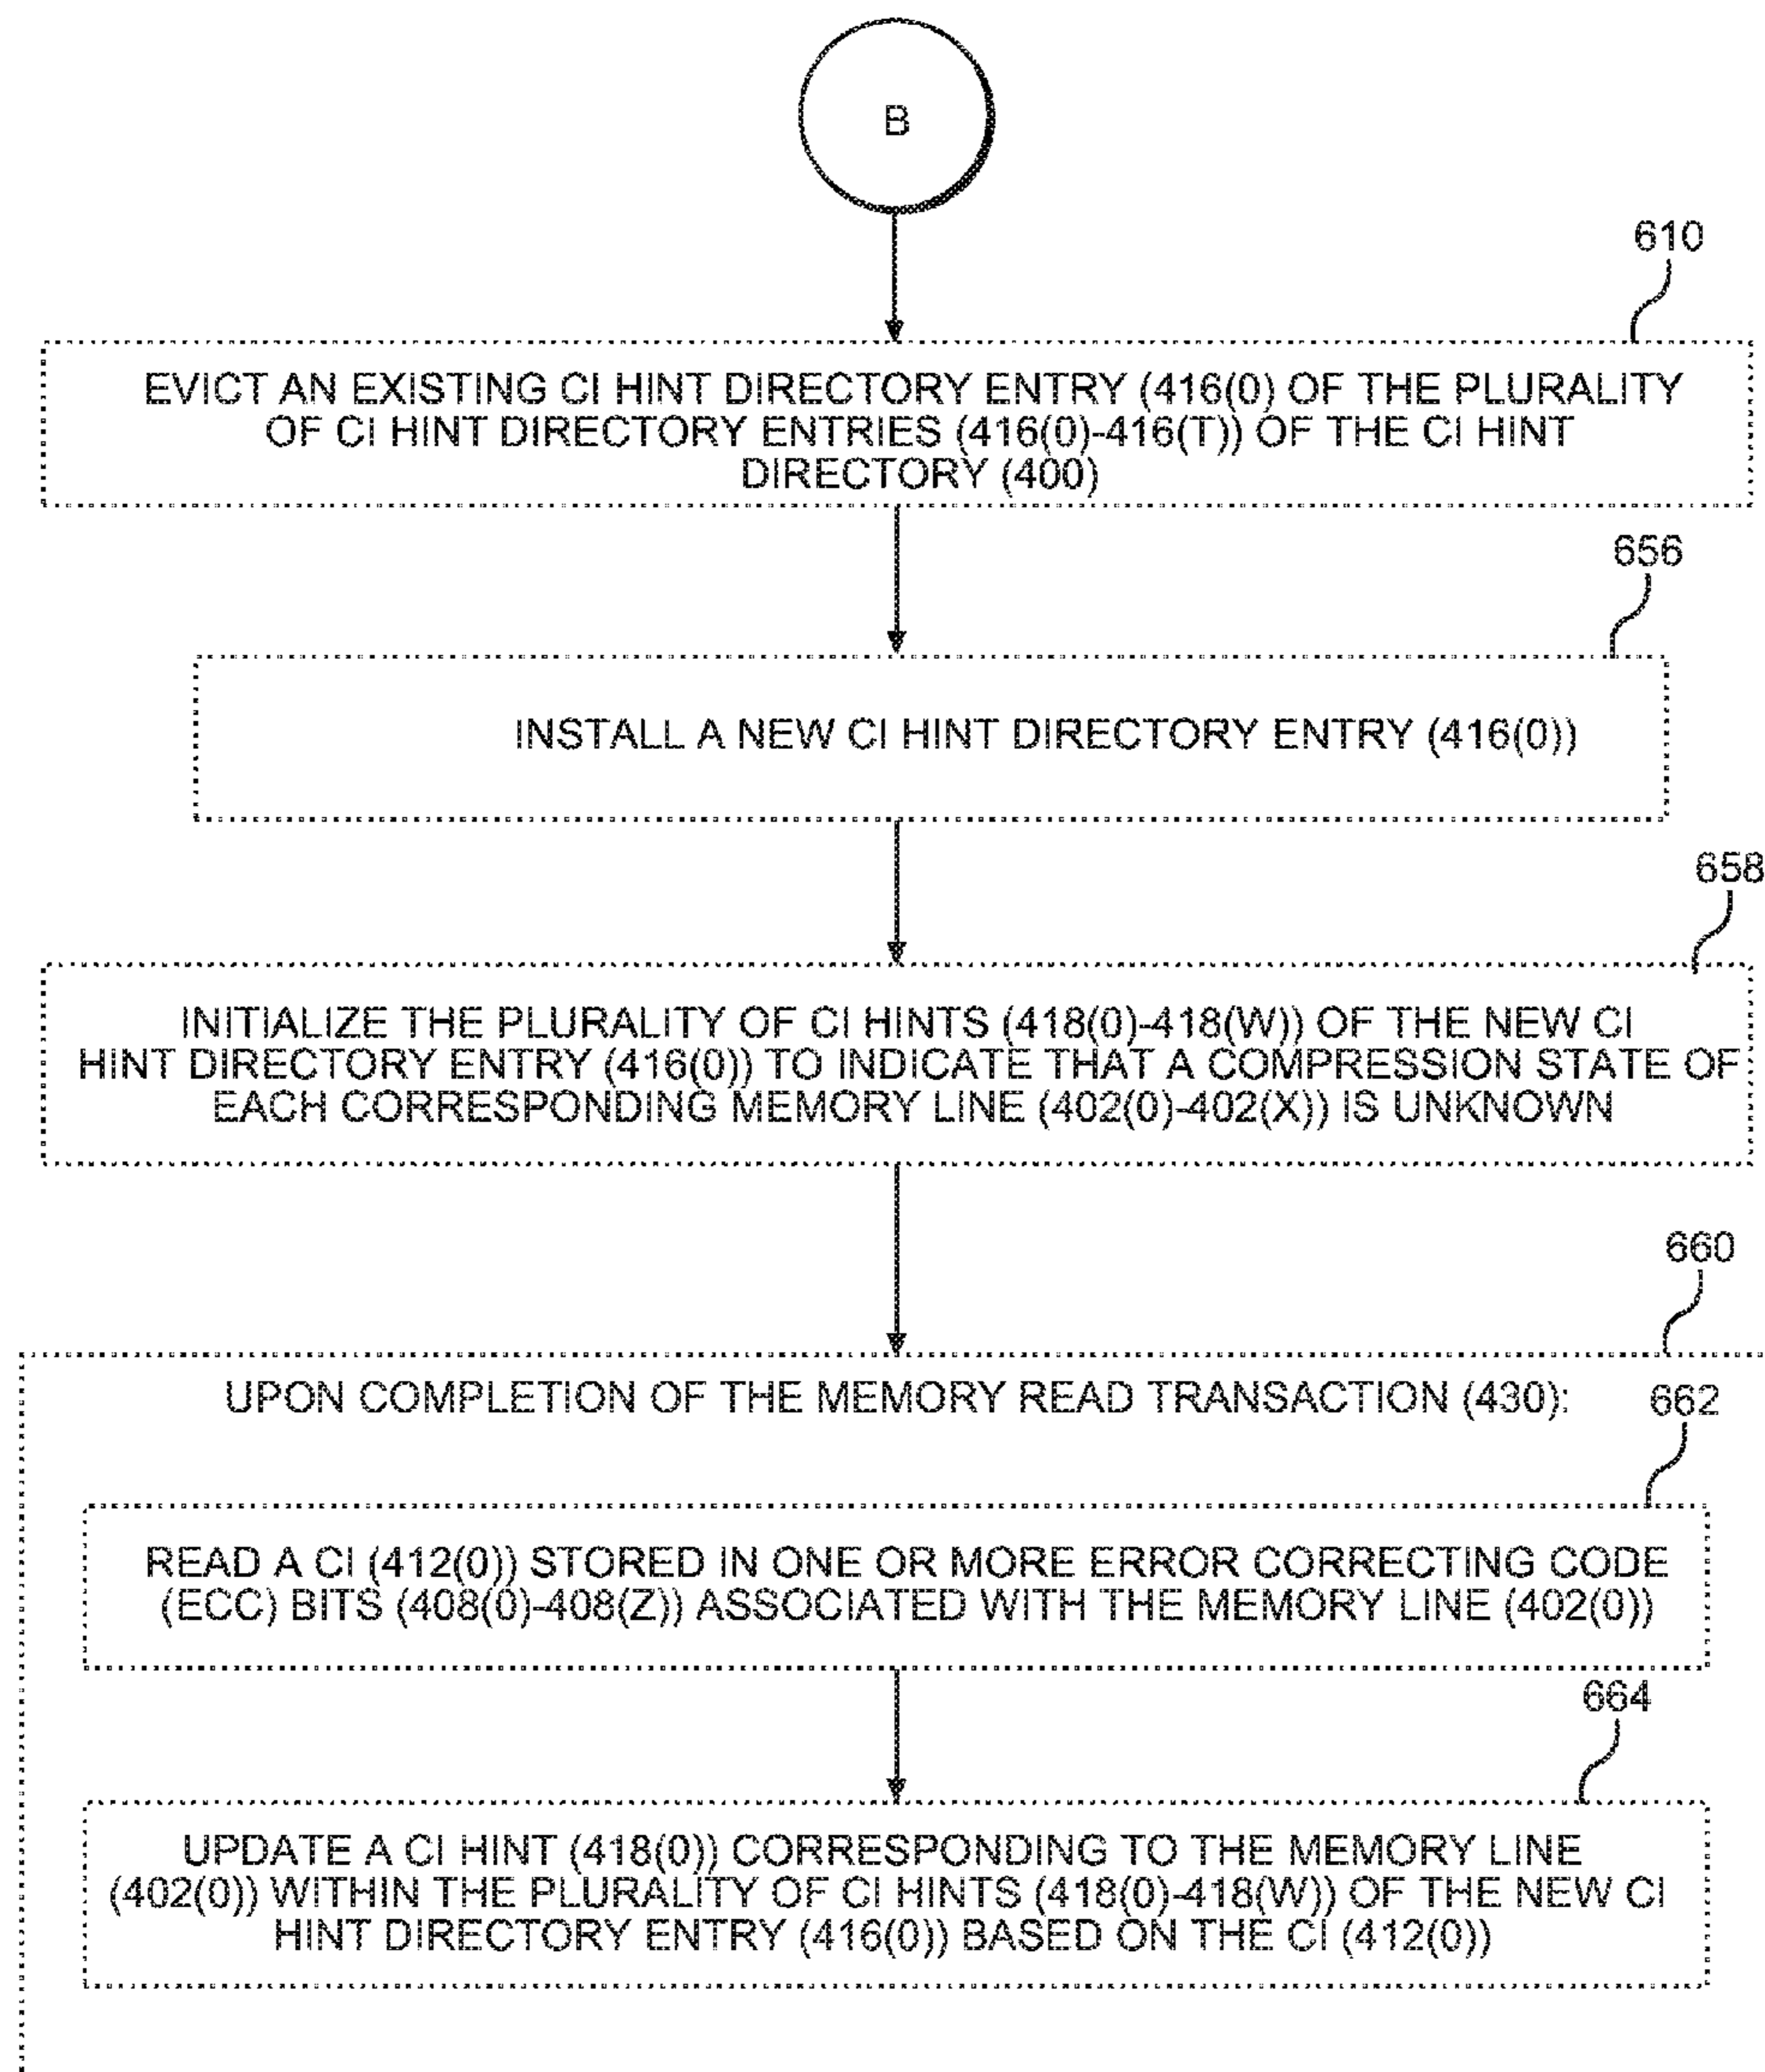 B
610
EVICT AN EXISTING CI HINT DIRECTORY ENTRY (416(0) OF THE PLURALITY
OF CI HINT DIRECTORY ENTRIES (416(0)-416(T)) OF THE CI HINT
DIRECTORY (400)
656
INSTALL A NEW CI HINT DIRECTORY ENTRY (416(0))
658
INITIALIZE THE PLURALITY OF CI HINTS (418(0)-418(W)) OF THE NEW CI
HINT DIRECTORY ENTRY (416(0)) TO INDICATE THAT A COMPRESSION STATE OF
EACH CORRESPONDING MEMORY LINE (402(0)-402(X)) IS UNKNOWN
660
UPON COMPLETION OF THE MEMORY READ TRANSACTION (430):
662
READ A CI (412(0)) STORED IN ONE OR MORE ERROR CORRECTING CODE
(ECC) BITS (408(0)-408(Z)) ASSOCIATED WITH THE MEMORY LINE (402(0))
664
UPDATE A CI HINT (418(0)) CORRESPONDING TO THE MEMORY LINE
(402(0)) WITHIN THE PLURALITY OF CI HINTS (418(0)-418(W)) OF THE NEW CI
HINT DIRECTORY ENTRY (416(0)) BASED ON THE CI (412(0))